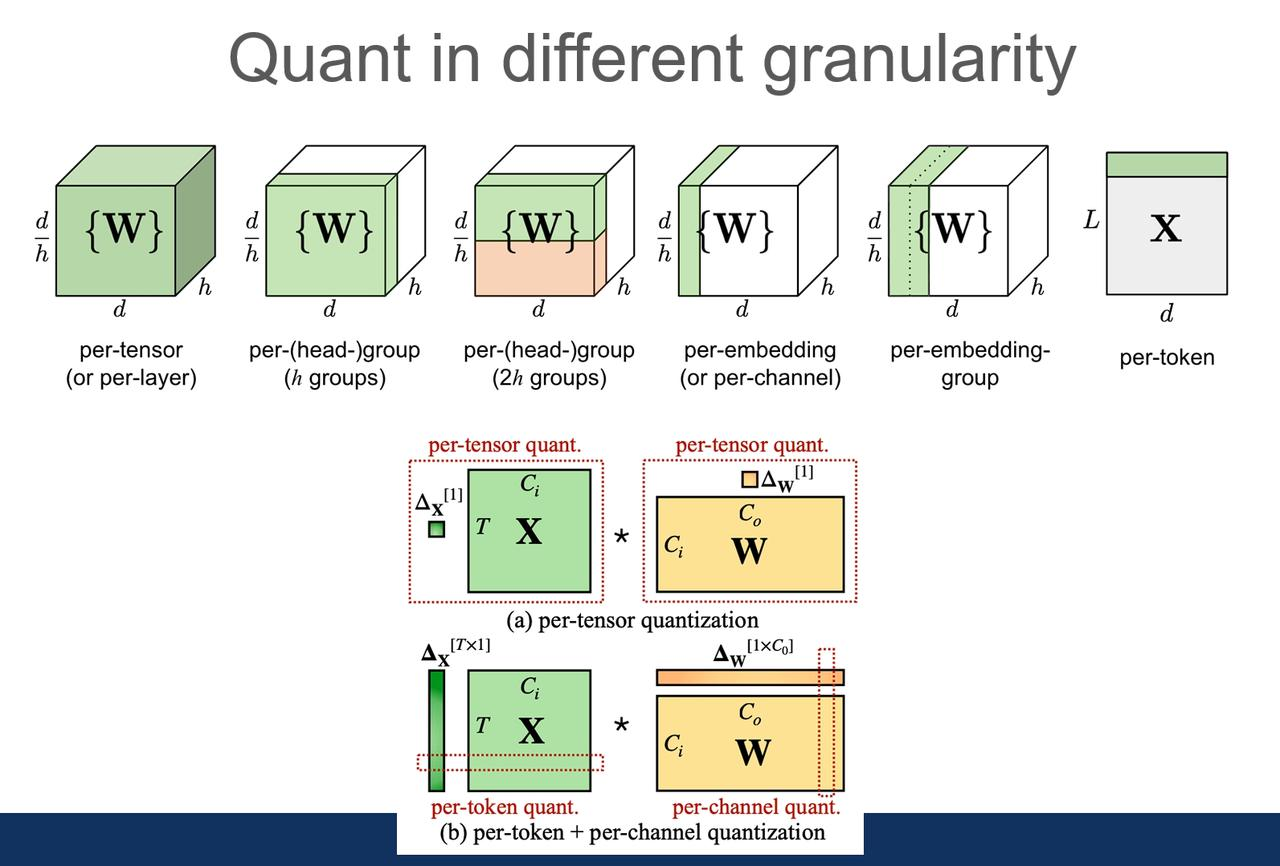 Quant in different granularity
d/h {W} d h
d/h {W} d h
d/h {W} d h
d/h {W} d h
d/h {W} d h
L X d
per-tensor
(or per-layer)
per-(head-)group
(h groups)
per-(head-)group
(2h groups)
per-embedding
(or per-channel)
per-embedding-
group
per-token
per-tensor quant.
per-tensor quant.
Δ_X^[1]
C_i
T X
*
Δ_W^[1]
C_o
C_i W
(a) per-tensor quantization
Δ_X^[T×1]
C_i
T X
*
Δ_W^[1×C_0]
C_o
C_i W
per-token quant.
per-channel quant.
(b) per-token + per-channel quantization